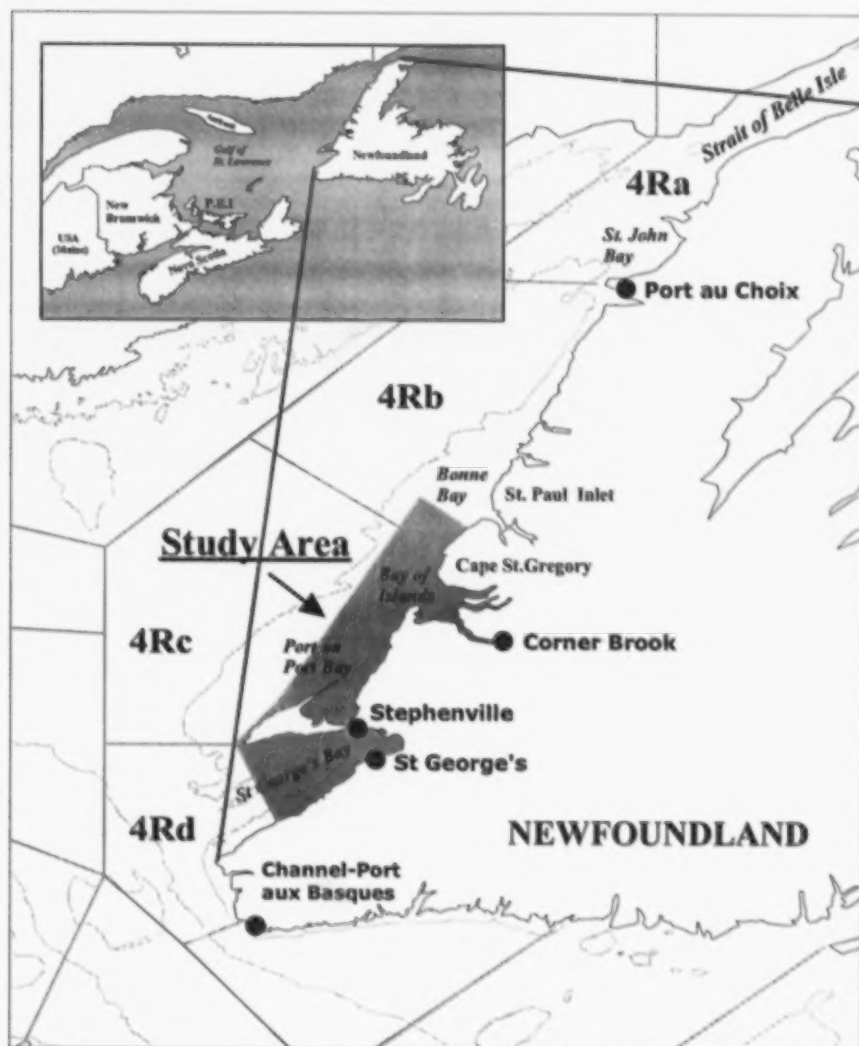 Gulf of
St. Lawrence
Newfoundland
New
Brunswick
P.E.I
USA
(Maine)
Nova Scotia
Strait of Belle Isle
4Ra
St. John
Bay
Port au Choix
4Rb
Bonne
Bay
St. Paul Inlet
Study Area
Cape St.Gregory
Bay of
Islands
4Rc
Corner Brook
Port au
Port Bay
Stephenville
St George's Bay
St George's
4Rd
NEWFOUNDLAND
Channel-Port
aux Basques